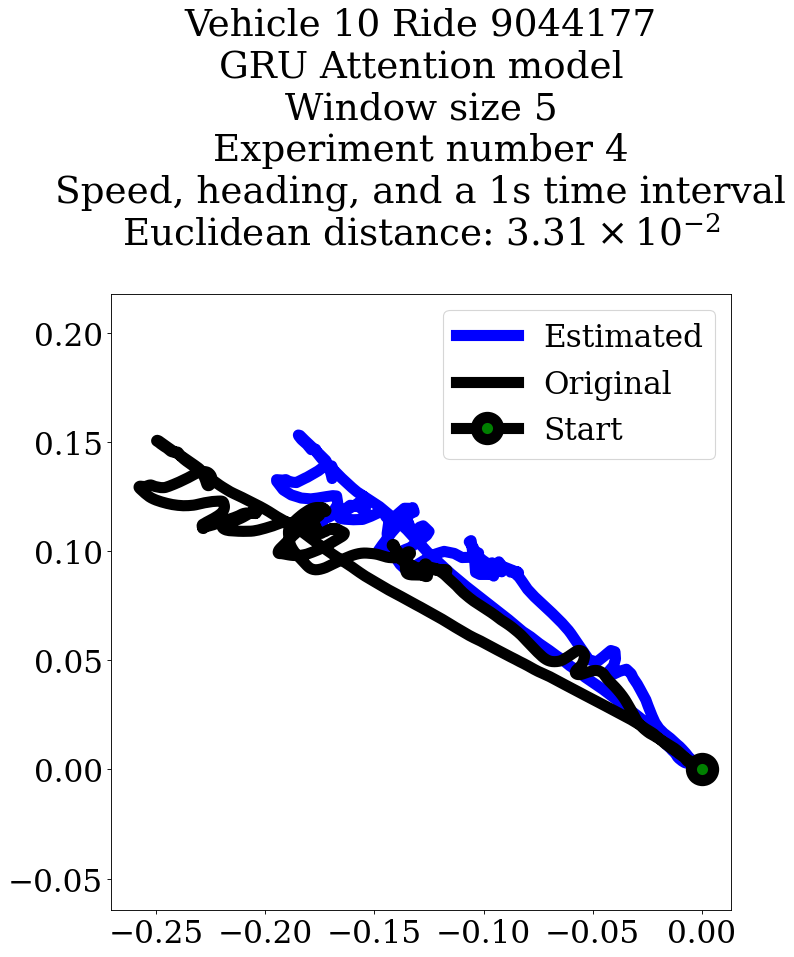 Vehicle 10 Ride 9044177
GRU Attention model
Window size 5
Experiment number 4
Speed, heading, and a 1s time interval
Euclidean distance: 3.31 × 10⁻²
Estimated
Original
Start
0.20
0.15
0.10
0.05
0.00
−0.05
−0.25 −0.20 −0.15 −0.10 −0.05 0.00